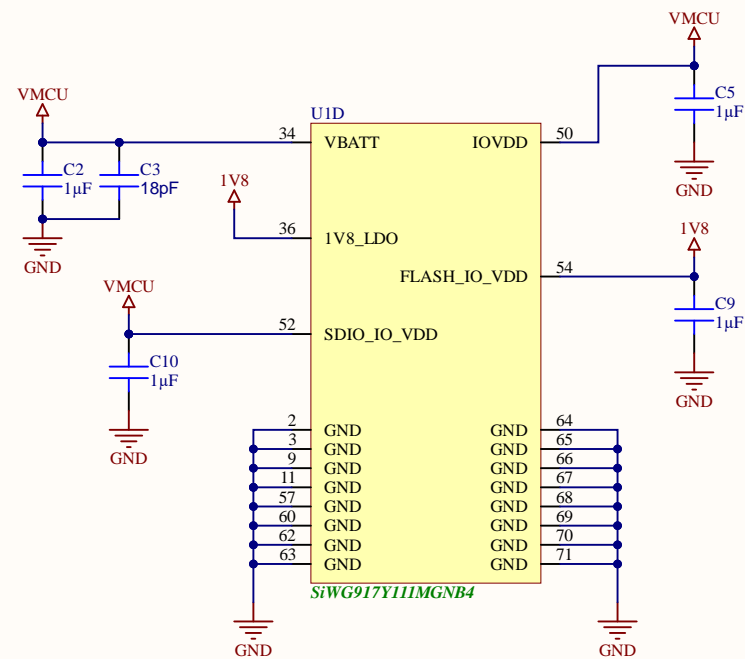 VMCU
C5
1µF
GND
VMCU
C2
1µF
C3
18pF
GND
U1D
34
VBATT
IOVDD
50
1V8
36
1V8_LDO
1V8
FLASH_IO_VDD
54
C9
1µF
GND
VMCU
52
SDIO_IO_VDD
C10
1µF
GND
2 GND GND 64
3 GND GND 65
9 GND GND 66
11 GND GND 67
57 GND GND 68
60 GND GND 69
62 GND GND 70
63 GND GND 71
SiWG917Y111MGNB4
GND
GND